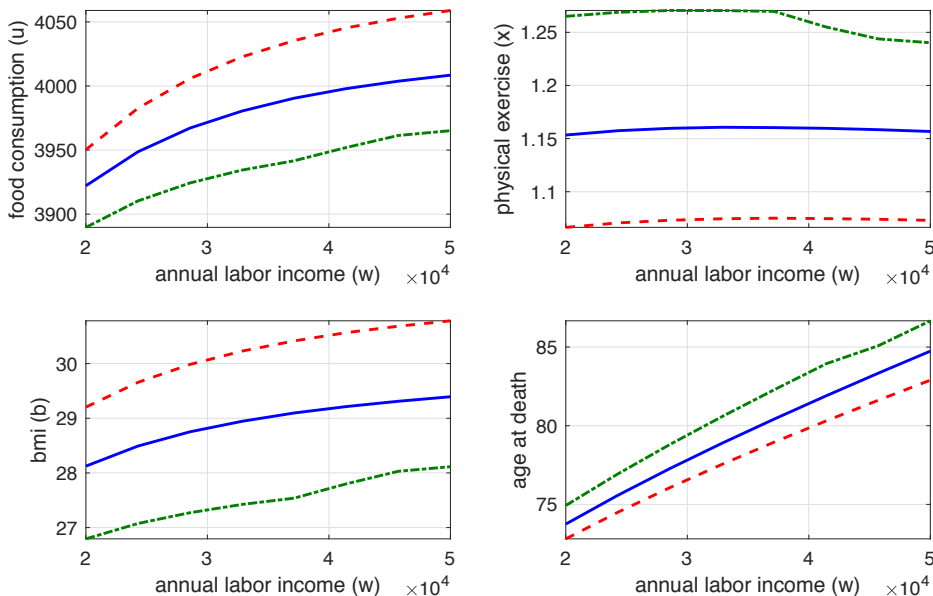 food consumption (u)
4050
4000
3950
3900
2 3 4 5
annual labor income (w) ×10^4
physical exercise (x)
1.25
1.2
1.15
1.1
2 3 4 5
annual labor income (w) ×10^4
bmi (b)
30
29
28
27
2 3 4 5
annual labor income (w) ×10^4
age at death
85
80
75
2 3 4 5
annual labor income (w) ×10^4